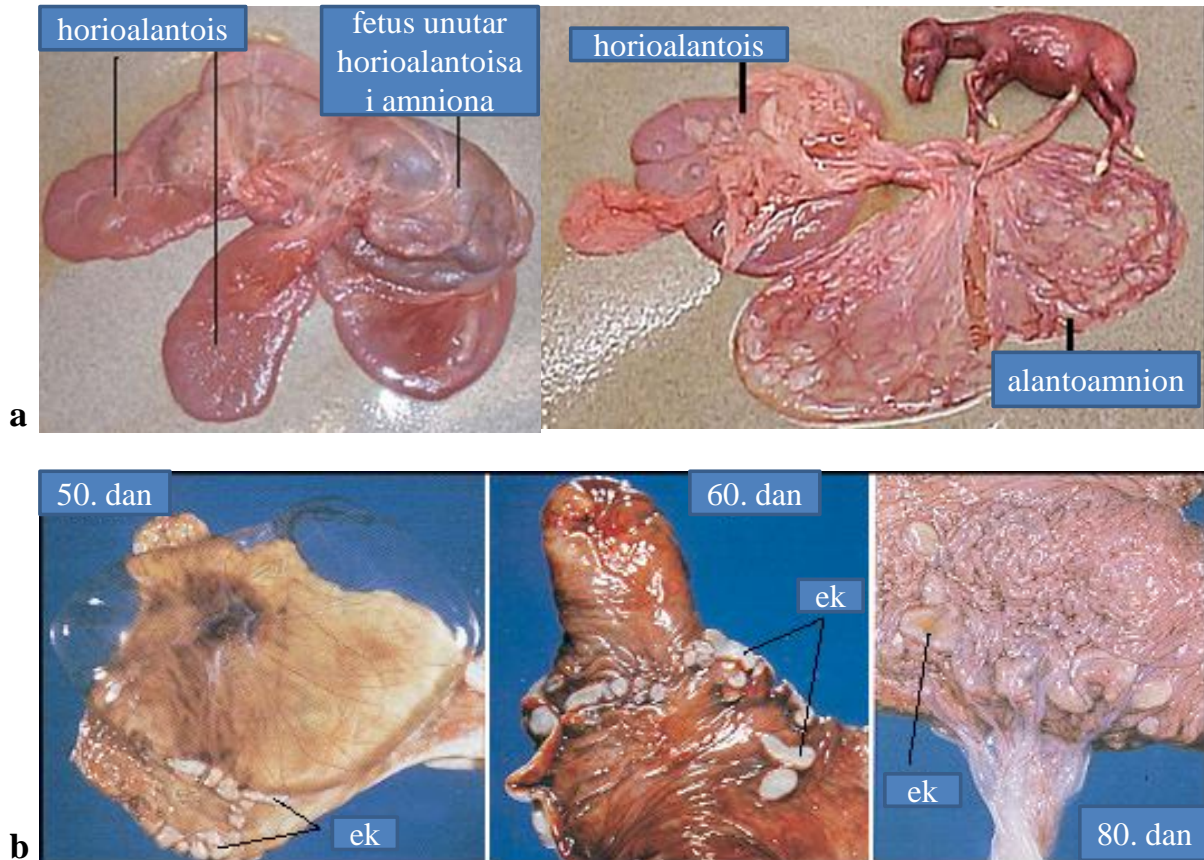 horioalantois
fetus unutar
horioalantoisa
i amniona
horioalantois
alantoamnion
a
50. dan
60. dan
ek
ek
ek
80. dan
b